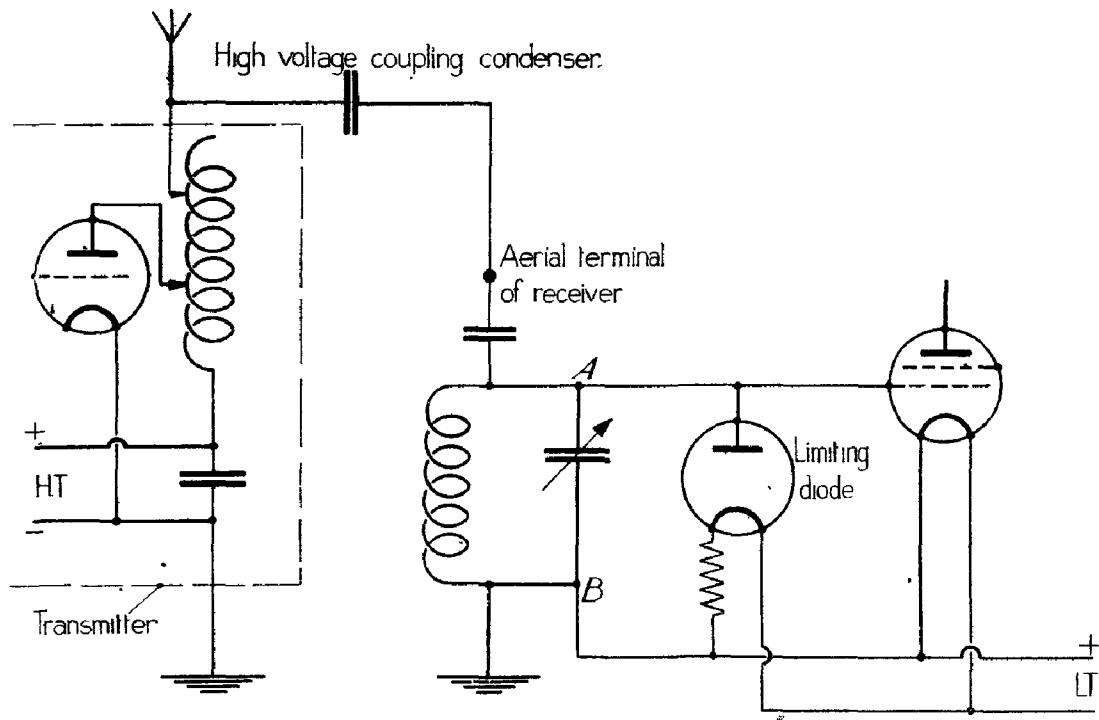 High voltage coupling condenser.
Aerial terminal
of receiver
A
+
HT
−
Limiting
diode
B
Transmitter
+
LT